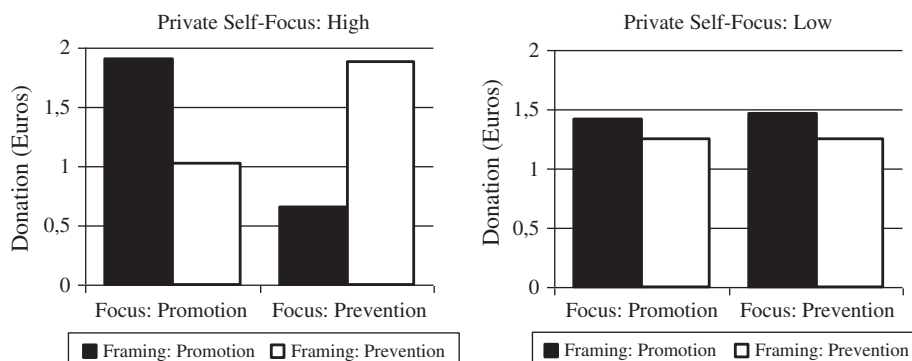 Private Self-Focus: High
Donation (Euros)
2
1,5
1
0,5
0
Focus: Promotion Focus: Prevention
Framing: Promotion Framing: Prevention
Private Self-Focus: Low
Donation (Euros)
2
1,5
1
0,5
0
Focus: Promotion Focus: Prevention
Framing: Promotion Framing: Prevention